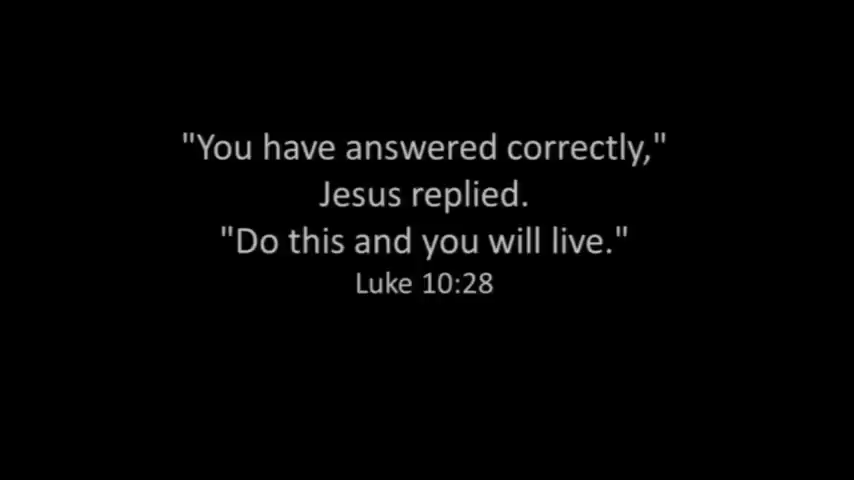 "You have answered correctly,"
Jesus replied.
"Do this and you will live."
Luke 10:28